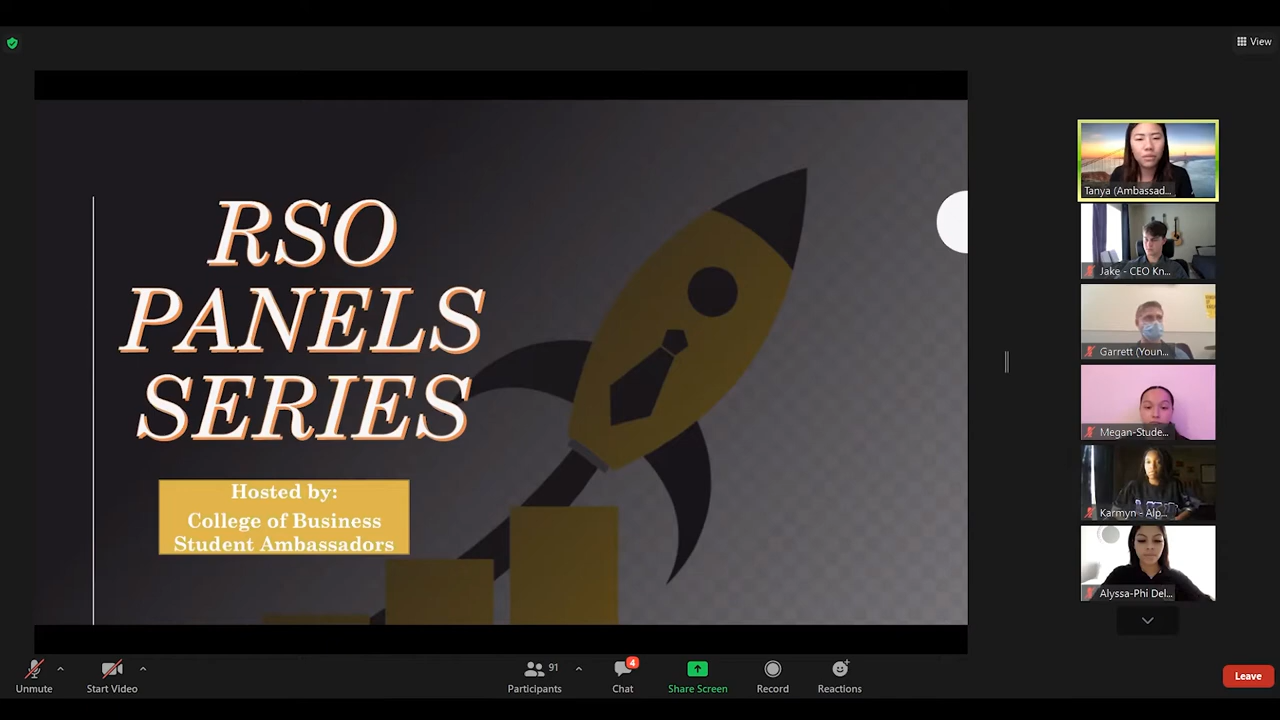 View
RSO
PANELS
SERIES
Hosted by:
College of Business
Student Ambassadors
Tanya (Ambassad...
Jake - CEO Kn...
Garrett (Youn...
Megan-Stude...
Karmyn - Alp...
Alyssa-Phi Del...
Unmute
Start Video
91
Participants
4
Chat
Share Screen
Record
Reactions
Leave